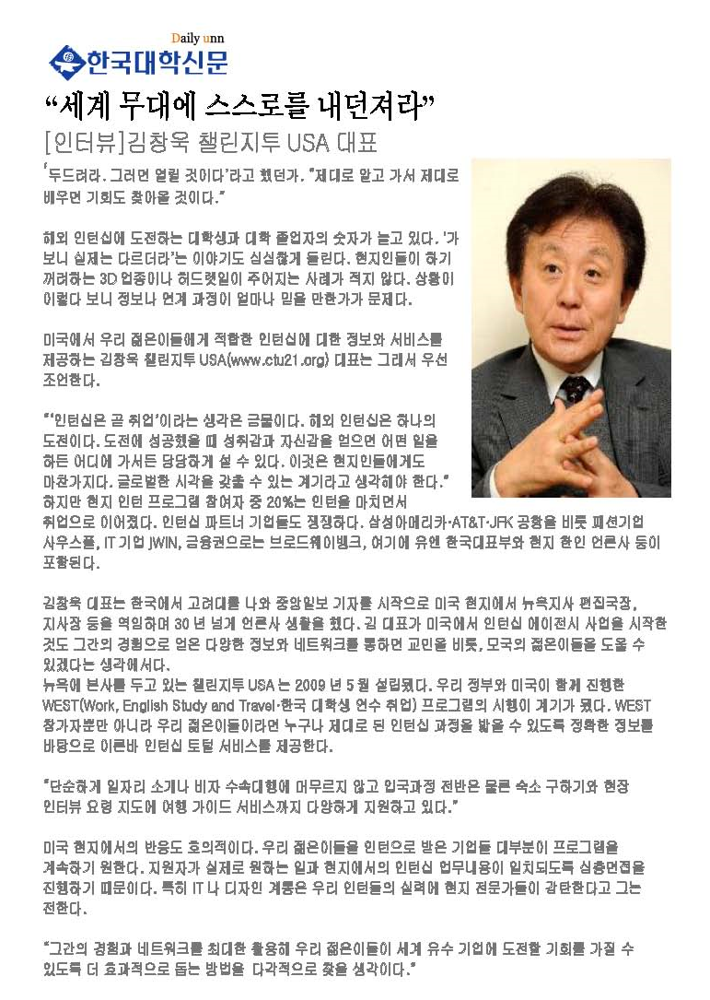 Daily unn
한국대학신문
“세계 무대에 스스로를 내던져라”
[인터뷰]김창욱 챌린지투 USA 대표
‘두드려라. 그러면 열릴 것이다’라고 했던가. “제대로 알고 가서 제대로
배우면 기회도 찾아올 것이다.”
해외 인턴십에 도전하는 대학생과 대학 졸업자의 숫자가 늘고 있다. ‘가
보니 실제는 다르더라’는 이야기도 심심찮게 들린다. 현지인들이 하기
꺼려하는 3D 업종이나 허드렛일이 주어지는 사례가 적지 않다. 상황이
이렇다 보니 정보나 연계 과정이 얼마나 믿을 만한가가 문제다.
미국에서 우리 젊은이들에게 적합한 인턴십에 대한 정보와 서비스를
제공하는 김창욱 챌린지투 USA(www.ctu21.org) 대표는 그래서 우선
조언한다.
“‘인턴십은 곧 취업’이라는 생각은 금물이다. 해외 인턴십은 하나의
도전이다. 도전에 성공했을 때 성취감과 자신감을 얻으면 어떤 일을
하든 어디에 가서든 당당하게 설 수 있다. 이것은 현지인들에게도
마찬가지다. 글로벌한 시각을 갖출 수 있는 계기라고 생각해야 한다.”
하지만 현지 인턴 프로그램 참여자 중 20%는 인턴을 마치면서
취업으로 이어졌다. 인턴십 파트너 기업들도 쟁쟁하다. 삼성아메리카·AT&T·JFK 공항을 비롯 패션기업
사우스폴, IT 기업 JWIN, 금융권으로는 브로드웨이뱅크, 여기에 유엔 한국대표부와 현지 한인 언론사 등이
포함된다.
김창욱 대표는 한국에서 고려대를 나와 중앙일보 기자를 시작으로 미국 현지에서 뉴욕지사 편집국장,
지사장 등을 역임하며 30 년 넘게 언론사 생활을 했다. 김 대표가 미국에서 인턴십 에이전시 사업을 시작한
것도 그간의 경험으로 얻은 다양한 정보와 네트워크를 통하면 교민을 비롯, 모국의 젊은이들을 도울 수
있겠다는 생각에서다.
뉴욕에 본사를 두고 있는 챌린지투 USA 는 2009 년 5 월 설립됐다. 우리 정부와 미국이 함께 진행한
WEST(Work, English Study and Travel·한국 대학생 연수 취업) 프로그램의 시행이 계기가 됐다. WEST
참가자뿐만 아니라 우리 젊은이들이라면 누구나 제대로 된 인턴십 과정을 밟을 수 있도록 정확한 정보를
바탕으로 이른바 인턴십 토털 서비스를 제공한다.
“단순하게 일자리 소개나 비자 수속대행에 머무르지 않고 입국과정 전반은 물론 숙소 구하기와 현장
인터뷰 요령 지도에 여행 가이드 서비스까지 다양하게 지원하고 있다.”
미국 현지에서의 반응도 호의적이다. 우리 젊은이들을 인턴으로 받은 기업들 대부분이 프로그램을
계속하기 원한다. 지원자가 실제로 원하는 일과 현지에서의 인턴십 업무내용이 일치되도록 심층면접을
진행하기 때문이다. 특히 IT 나 디자인 계통은 우리 인턴들의 실력에 현지 전문가들이 감탄한다고 그는
전한다.
“그간의 경험과 네트워크를 최대한 활용해 우리 젊은이들이 세계 유수 기업에 도전할 기회를 가질 수
있도록 더 효과적으로 돕는 방법을 다각적으로 찾을 생각이다.”